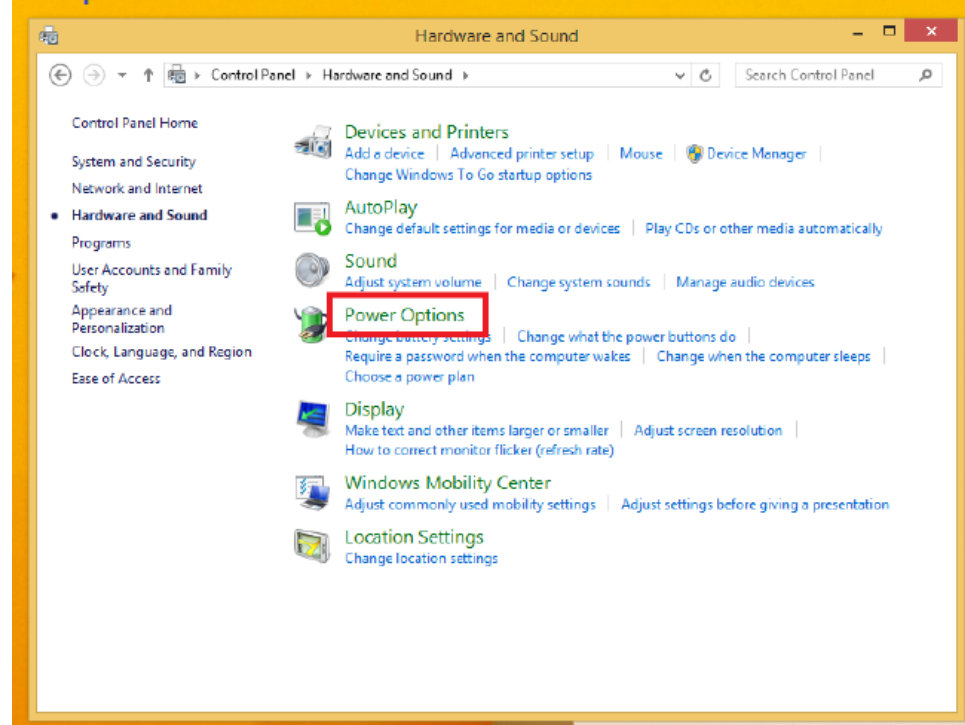 Hardware and Sound
Control Panel ▸ Hardware and Sound ▸
Search Control Panel
Control Panel Home
System and Security
Network and Internet
Hardware and Sound
Programs
User Accounts and Family
Safety
Appearance and
Personalization
Clock, Language, and Region
Ease of Access
Devices and Printers
Add a device | Advanced printer setup | Mouse | Device Manager |
Change Windows To Go startup options
AutoPlay
Change default settings for media or devices | Play CDs or other media automatically
Sound
Adjust system volume | Change system sounds | Manage audio devices
Power Options
Change battery settings | Change what the power buttons do |
Require a password when the computer wakes | Change when the computer sleeps |
Choose a power plan
Display
Make text and other items larger or smaller | Adjust screen resolution |
How to correct monitor flicker (refresh rate)
Windows Mobility Center
Adjust commonly used mobility settings | Adjust settings before giving a presentation
Location Settings
Change location settings